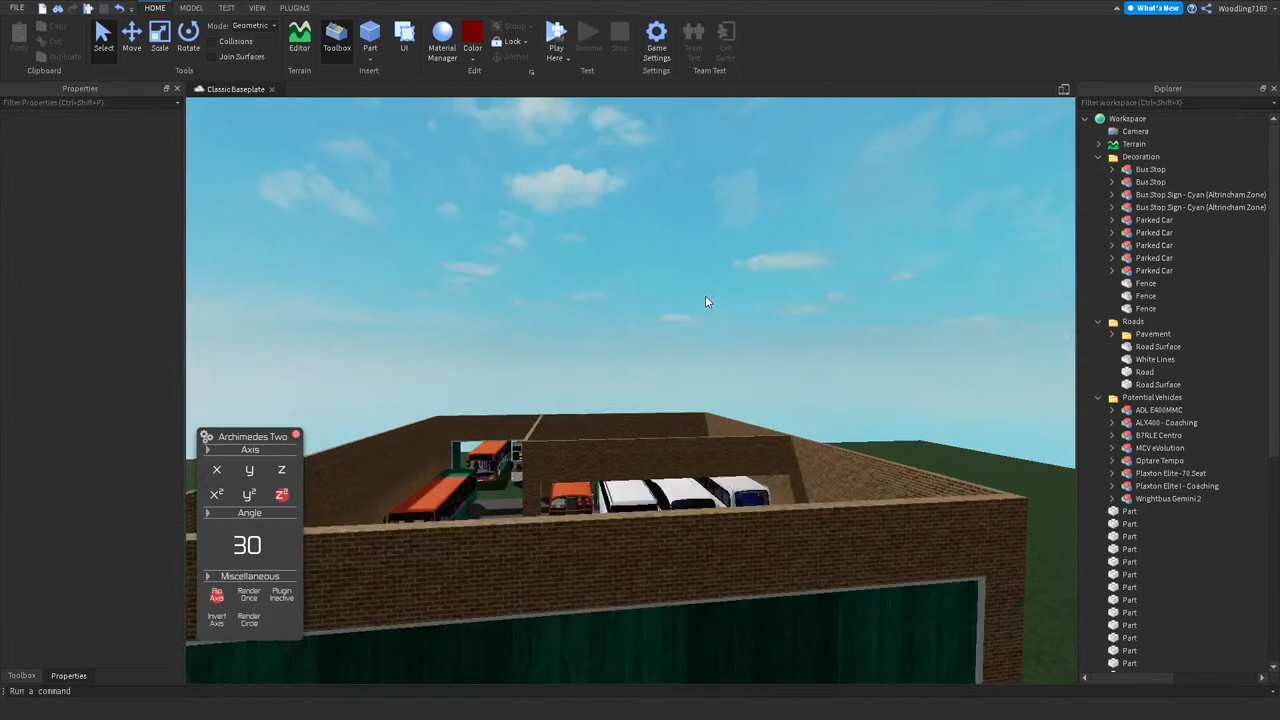 FILE HOME MODEL TEST VIEW PLUGINS What's New Woodling7163
Paste Copy Cut Duplicate Clipboard
Select Move Scale Rotate Mode: Geometric Collisions Join Surfaces Tools
Editor Terrain
Toolbox Part UI Insert
Material Manager Color Group Lock Anchor Edit
Play Here Resume Stop Test
Game Settings Settings
Team Test Exit Game Team Test
Properties
Filter Properties (Ctrl+Shift+P)
ClassicBaseplate
Explorer
Filter workspace (Ctrl+Shift+X)
Workspace
Camera
Terrain
Decoration
Bus Stop
Bus Stop
Bus Stop Sign - Cyan (Altrincham Zone)
Bus Stop Sign - Cyan (Altrincham Zone)
Parked Car
Parked Car
Parked Car
Parked Car
Parked Car
Fence
Fence
Fence
Roads
Pavement
Road Surface
White Lines
Road
Road Surface
Potential Vehicles
ADL E400MMC
ALX400 - Coaching
B7RLE Centro
MCV eVolution
Optare Tempo
Plaxton Elite - 70 Seat
Plaxton Elite I - Coaching
Wrightbus Gemini 2
Part
Part
Part
Part
Part
Part
Part
Part
Part
Part
Part
Part
Part
Archimedes Two
Axis
x y z
x² y² z²
Angle
30
Miscellaneous
Flip Axis Render Once Plugin Inactive
Invert Axis Render Circle
Toolbox Properties
Run a command